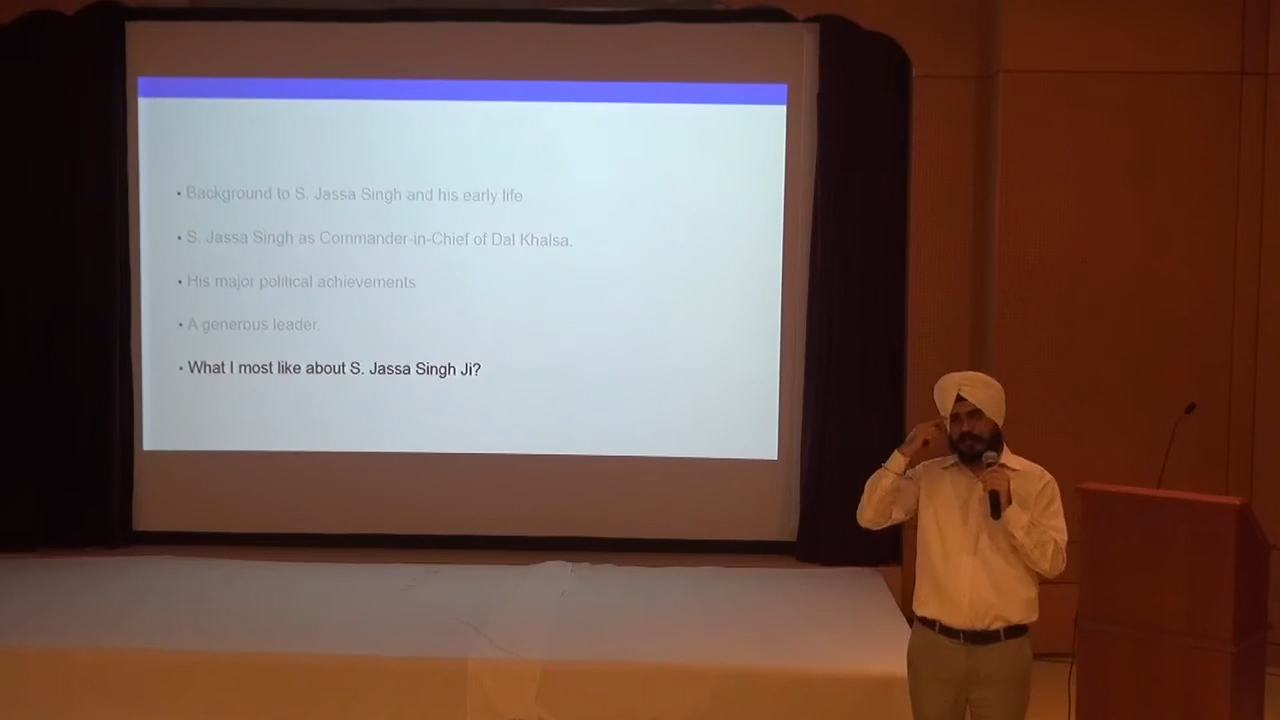 • Background to S. Jassa Singh and his early life
• S. Jassa Singh as Commander-in-Chief of Dal Khalsa.
• His major political achievements
• A generous leader.
• What I most like about S. Jassa Singh Ji?